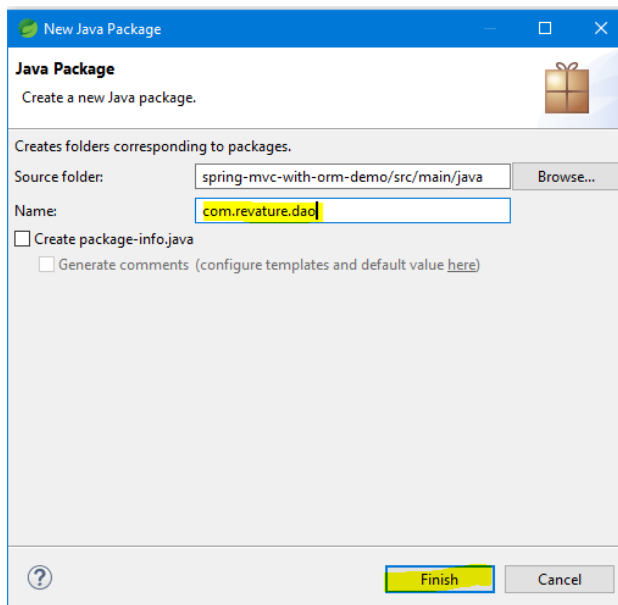 New Java Package
Java Package
Create a new Java package.
Creates folders corresponding to packages.
Source folder: spring-mvc-with-orm-demo/src/main/java Browse...
Name: com.revature.dao
Create package-info.java
Generate comments (configure templates and default value here)
? Finish Cancel